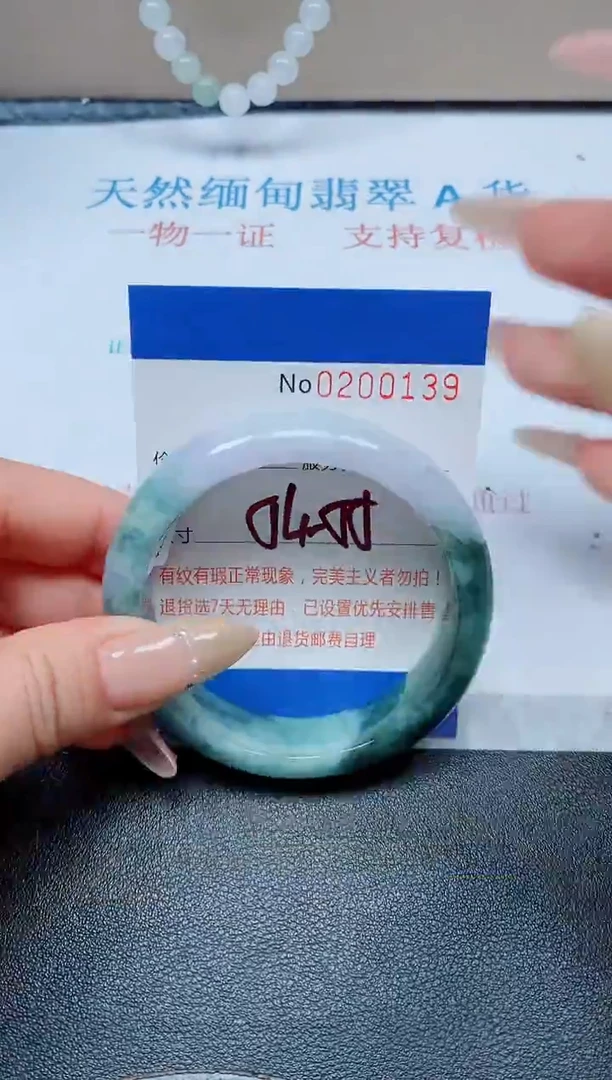 天然缅甸翡翠 A 货
一物一证 支持复检
No0200139
寸
有纹有瑕正常现象，完美主义者勿拍！
退货选7天无理由 已设置优先安排售
由退货邮费自理